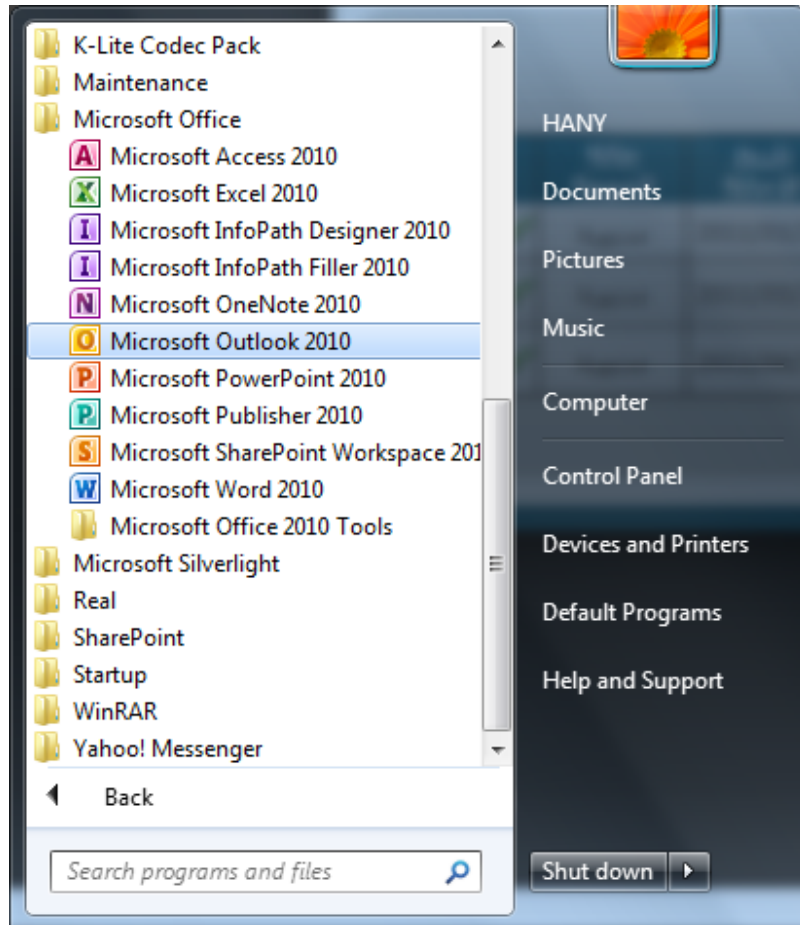 K-Lite Codec Pack
Maintenance
Microsoft Office
Microsoft Access 2010
Microsoft Excel 2010
Microsoft InfoPath Designer 2010
Microsoft InfoPath Filler 2010
Microsoft OneNote 2010
Microsoft Outlook 2010
Microsoft PowerPoint 2010
Microsoft Publisher 2010
Microsoft SharePoint Workspace 201
Microsoft Word 2010
Microsoft Office 2010 Tools
Microsoft Silverlight
Real
SharePoint
Startup
WinRAR
Yahoo! Messenger
Back
Search programs and files
HANY
Documents
Pictures
Music
Computer
Control Panel
Devices and Printers
Default Programs
Help and Support
Shut down